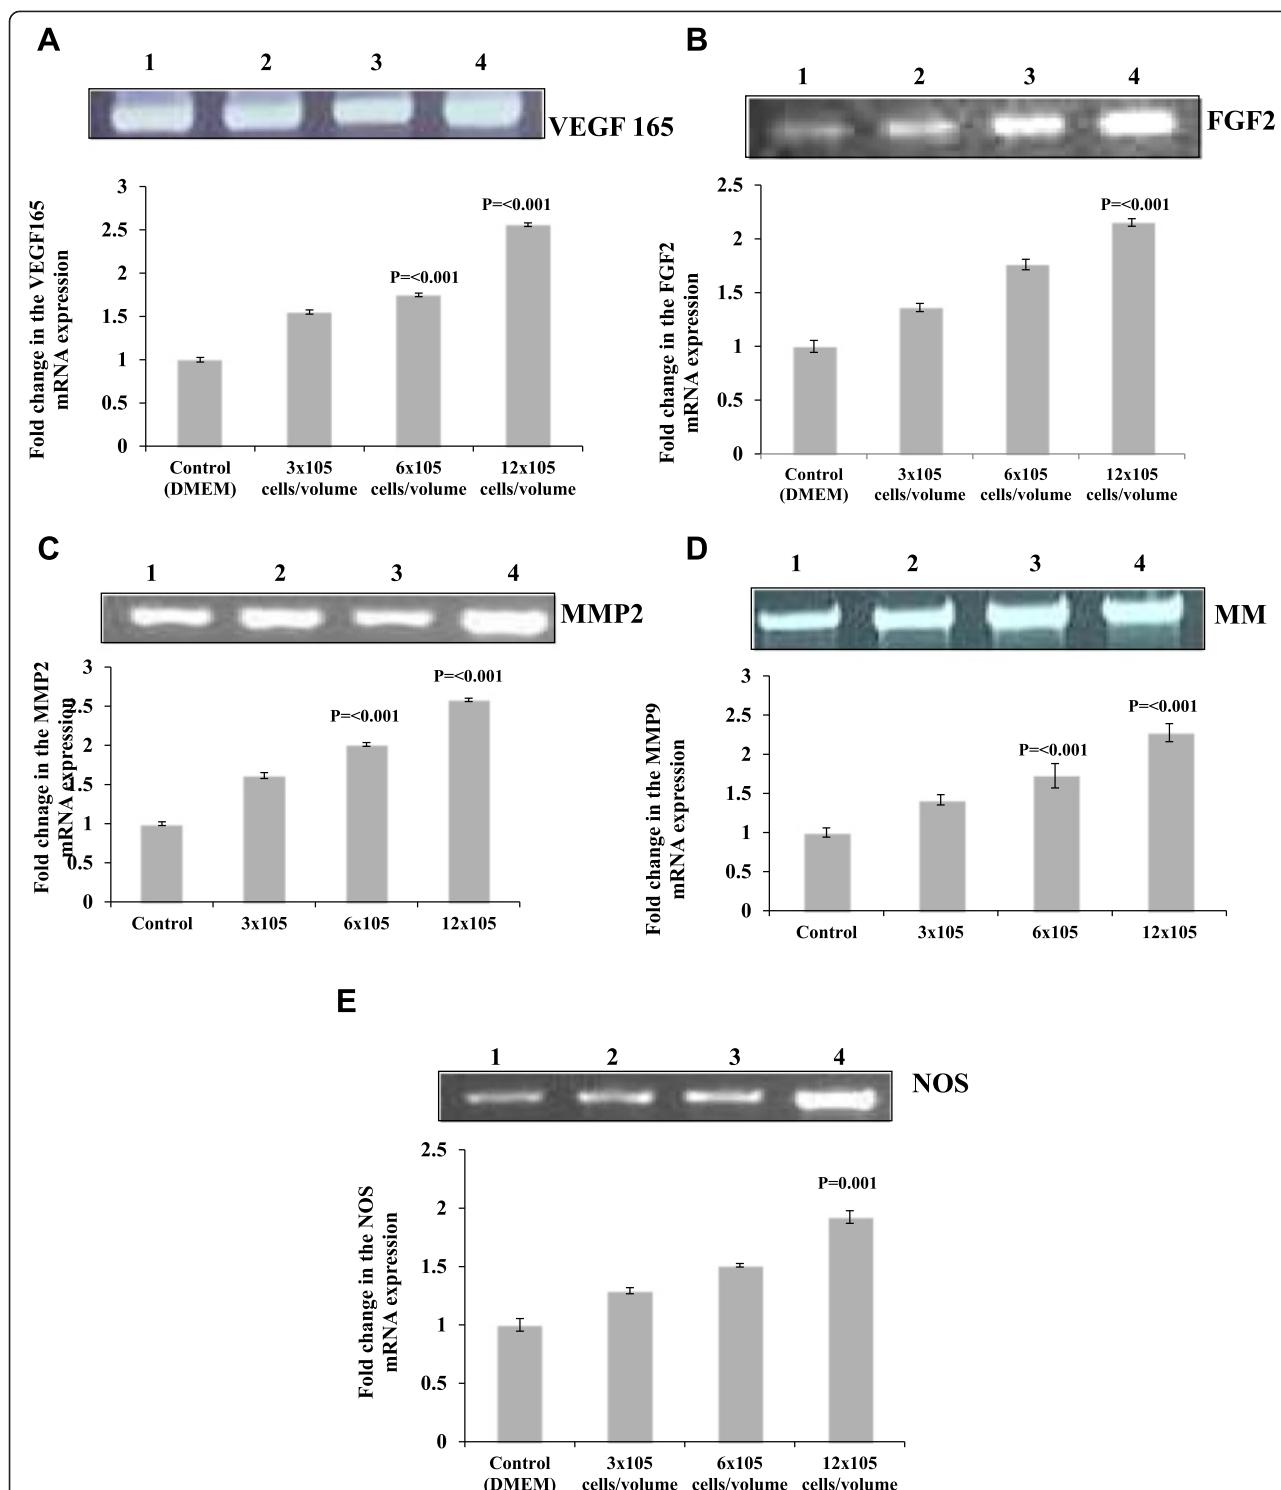 A
1 2 3 4
VEGF 165
Fold change in the VEGF165
mRNA expression
3
2.5
2
1.5
1
0.5
0
P=<0.001
P=<0.001
Control 3x105 6x105 12x105
(DMEM) cells/volume cells/volume cells/volume
B
1 2 3 4
FGF2
Fold change in the FGF2
mRNA expression
2.5
2
1.5
1
0.5
0
P=<0.001
Control 3x105 6x105 12x105
(DMEM) cells/volume cells/volume cells/volume
C
1 2 3 4
MMP2
Fold chnage in the MMP2
mRNA expression
3
2.5
2
1.5
1
0.5
0
P=<0.001
P=<0.001
Control 3x105 6x105 12x105
D
1 2 3 4
MM
Fold change in the MMP9
mRNA expression
3
2.5
2
1.5
1
0.5
0
P=<0.001
P=<0.001
Control 3x105 6x105 12x105
E
1 2 3 4
NOS
Fold change in the NOS
mRNA expression
2.5
2
1.5
1
0.5
0
P=0.001
Control 3x105 6x105 12x105
(DMEM) cells/volume cells/volume cells/volume